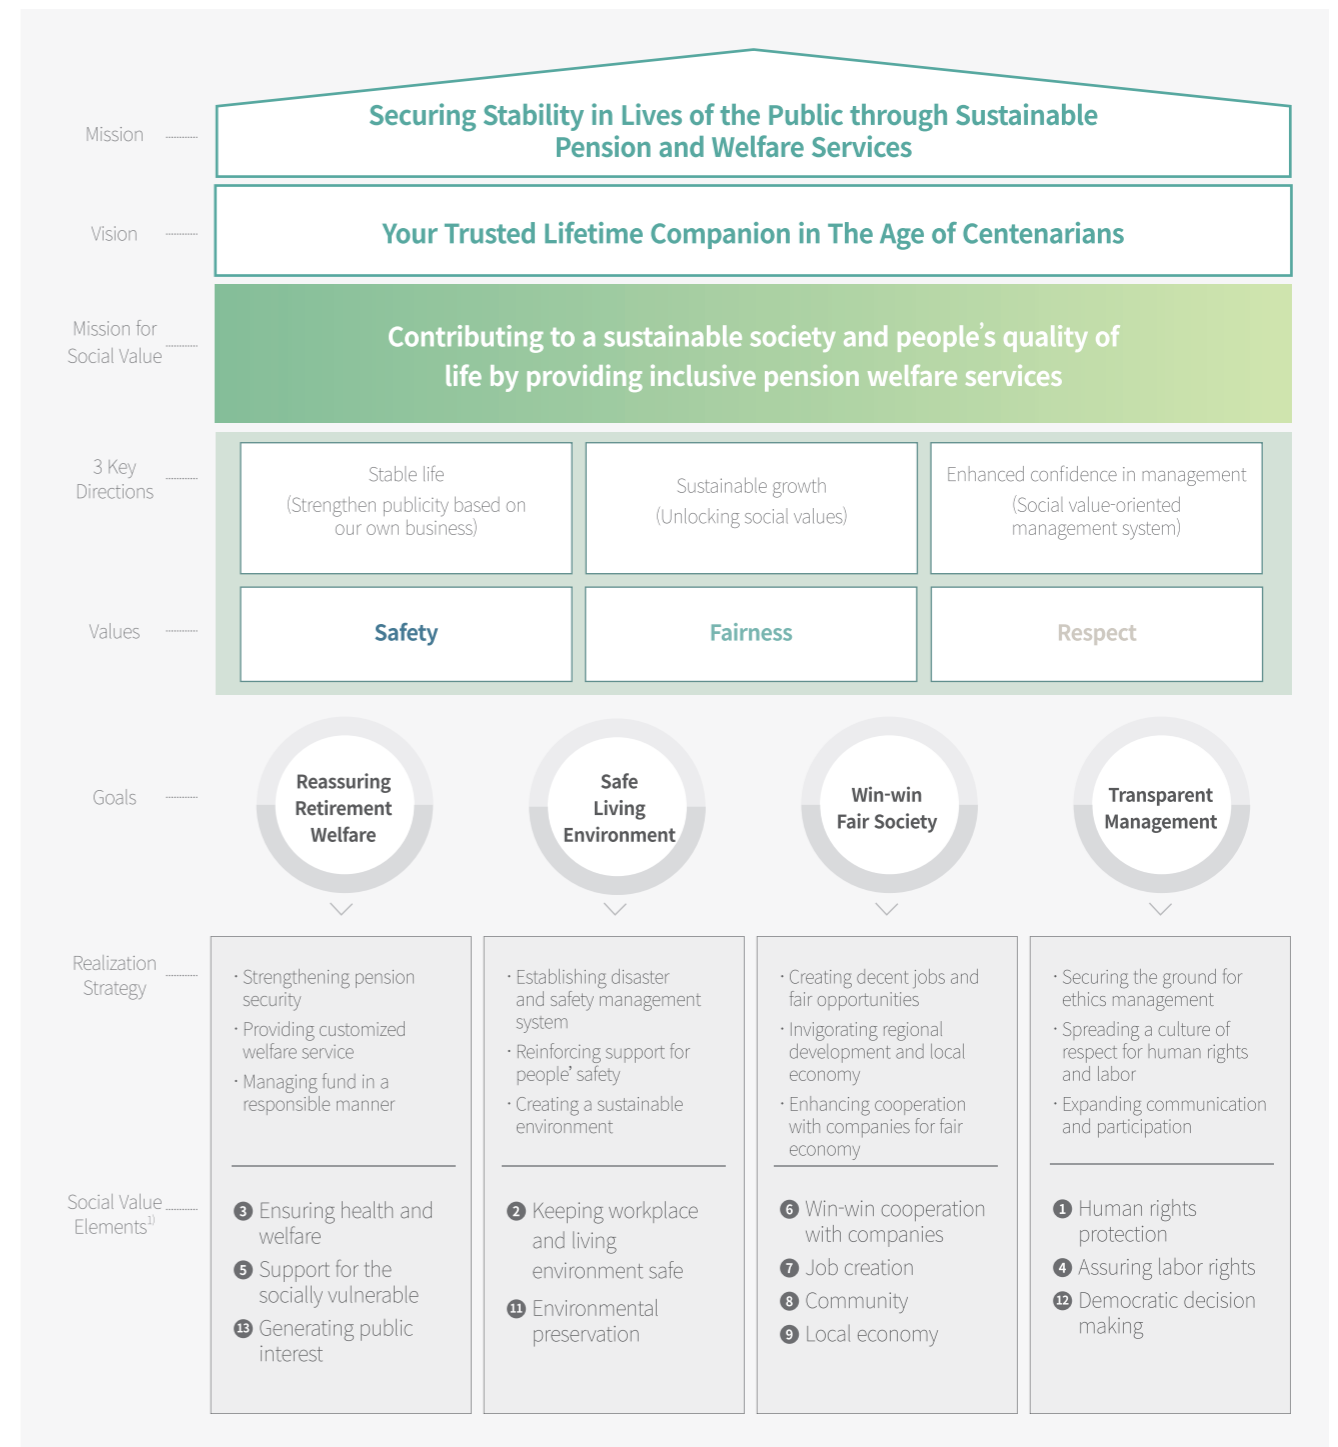 Mission
Securing Stability in Lives of the Public through Sustainable
Pension and Welfare Services
Vision
Your Trusted Lifetime Companion in The Age of Centenarians
Mission for
Social Value
Contributing to a sustainable society and people’s quality of
life by providing inclusive pension welfare services
3 Key
Directions
Stable life
(Strengthen publicity based on
our own business)
Sustainable growth
(Unlocking social values)
Enhanced confidence in management
(Social value-oriented
management system)
Values
Safety
Fairness
Respect
Goals
Reassuring
Retirement
Welfare
Safe
Living
Environment
Win-win
Fair Society
Transparent
Management
Realization
Strategy
· Strengthening pension
security
· Providing customized
welfare service
· Managing fund in a
responsible manner
· Establishing disaster
and safety management
system
· Reinforcing support for
people’ safety
· Creating a sustainable
environment
· Creating decent jobs and
fair opportunities
· Invigorating regional
development and local
economy
· Enhancing cooperation
with companies for fair
economy
· Securing the ground for
ethics management
· Spreading a culture of
respect for human rights
and labor
· Expanding communication
and participation
Social Value
Elements1)
3 Ensuring health and
welfare
5 Support for the
socially vulnerable
13 Generating public
interest
2 Keeping workplace
and living
environment safe
11 Environmental
preservation
6 Win-win cooperation
with companies
7 Job creation
8 Community
9 Local economy
1 Human rights
protection
4 Assuring labor rights
12 Democratic decision
making